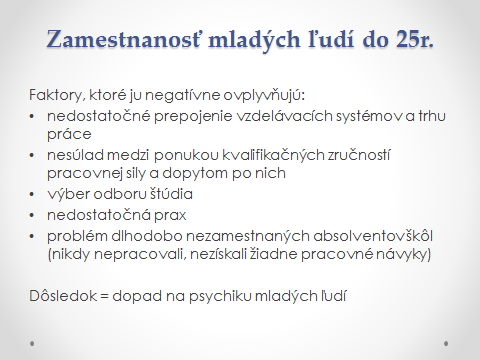 Zamestnanosť mladých ľudí do 25r.
Faktory, ktoré ju negatívne ovplyvňujú:
• nedostatočné prepojenie vzdelávacích systémov a trhu
práce
• nesúlad medzi ponukou kvalifikačných zručností
pracovnej sily a dopytom po nich
• výber odboru štúdia
• nedostatočná prax
• problém dlhodobo nezamestnaných absolventov škôl
(nikdy nepracovali, nezískali žiadne pracovné návyky)
Dôsledok = dopad na psychiku mladých ľudí